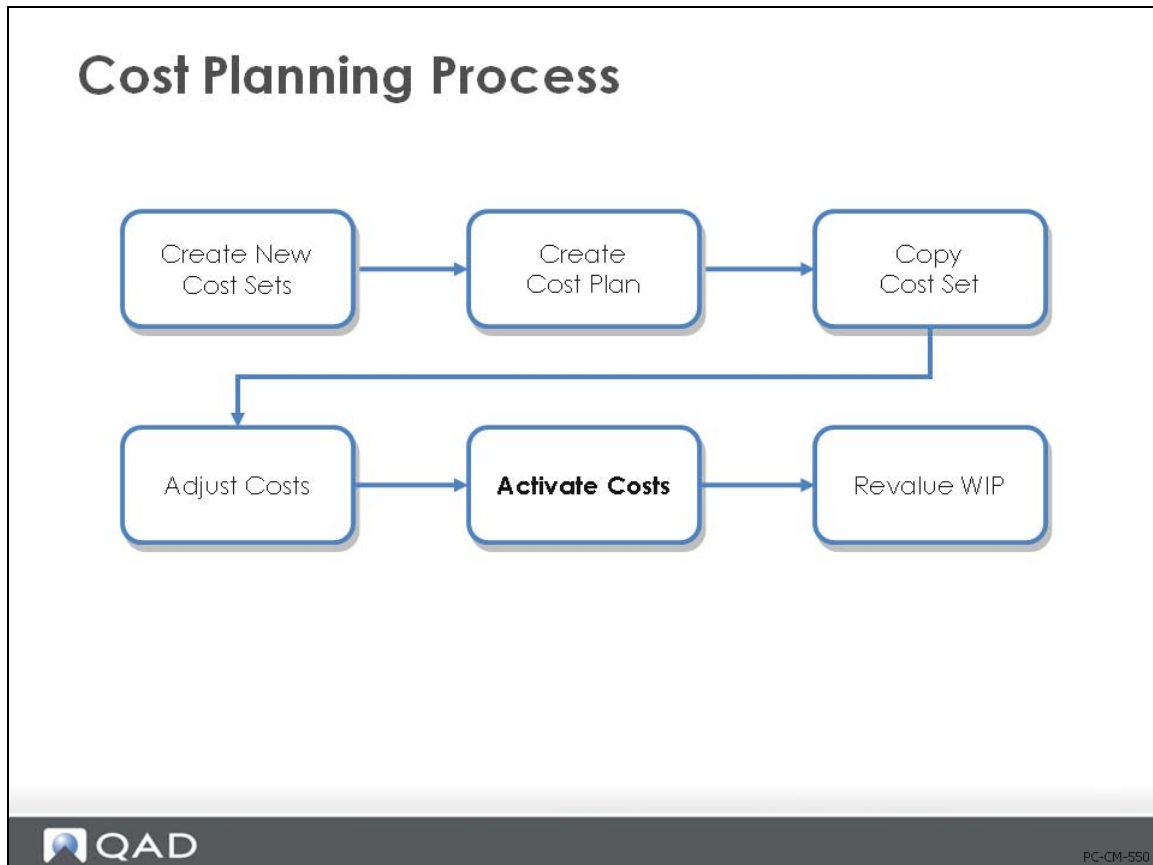 Cost Planning Process
Create New
Cost Sets
Create
Cost Plan
Copy
Cost Set
Adjust Costs
Activate Costs
Revalue WIP
QAD
PC-CM-550